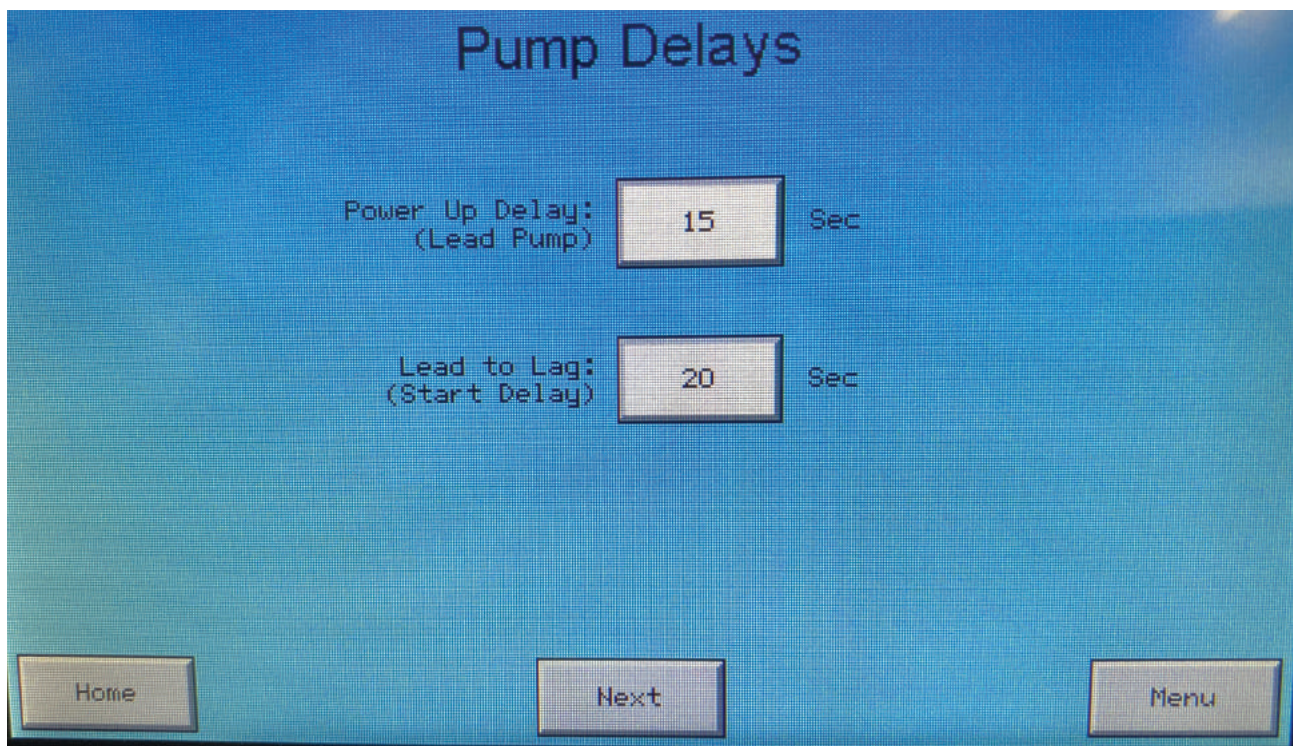 Pump Delays
Power Up Delay: 15 Sec
(Lead Pump)
Lead to Lag: 20 Sec
(Start Delay)
Home Next Menu